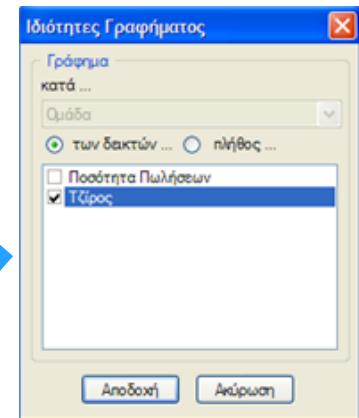 Ιδιότητες Γραφήματος
Γράφημα
κατά ...
Ομάδα
των δεικτών ... πλήθος ...
Ποσότητα Πωλήσεων
Τζίρος
Αποδοχή Ακύρωση